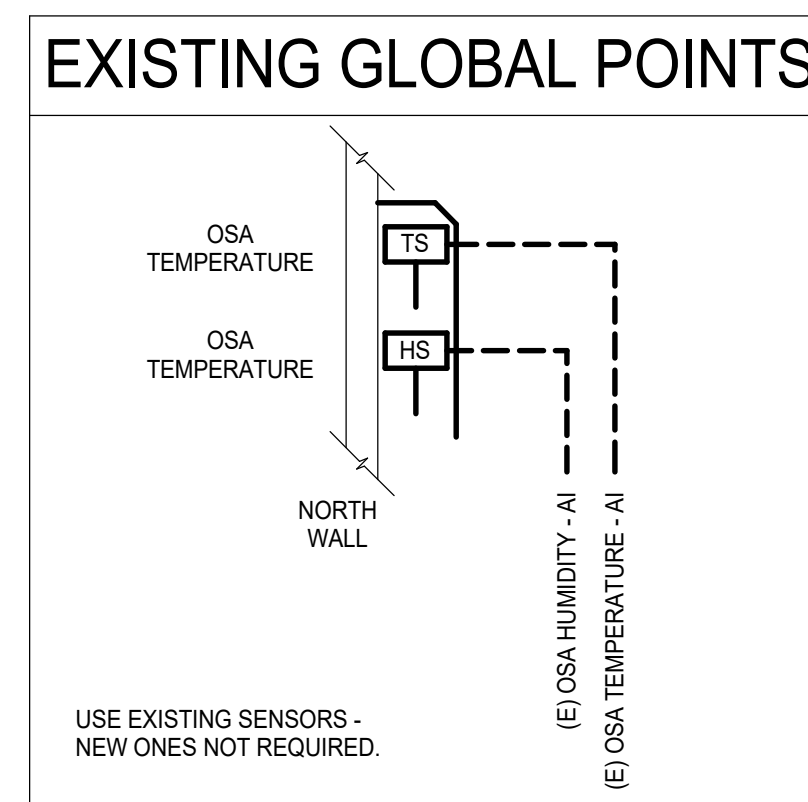 EXISTING GLOBAL POINTS
OSA
TEMPERATURE
TS
OSA
TEMPERATURE
HS
NORTH
WALL
(E) OSA HUMIDITY - AI
(E) OSA TEMPERATURE - AI
USE EXISTING SENSORS -
NEW ONES NOT REQUIRED.